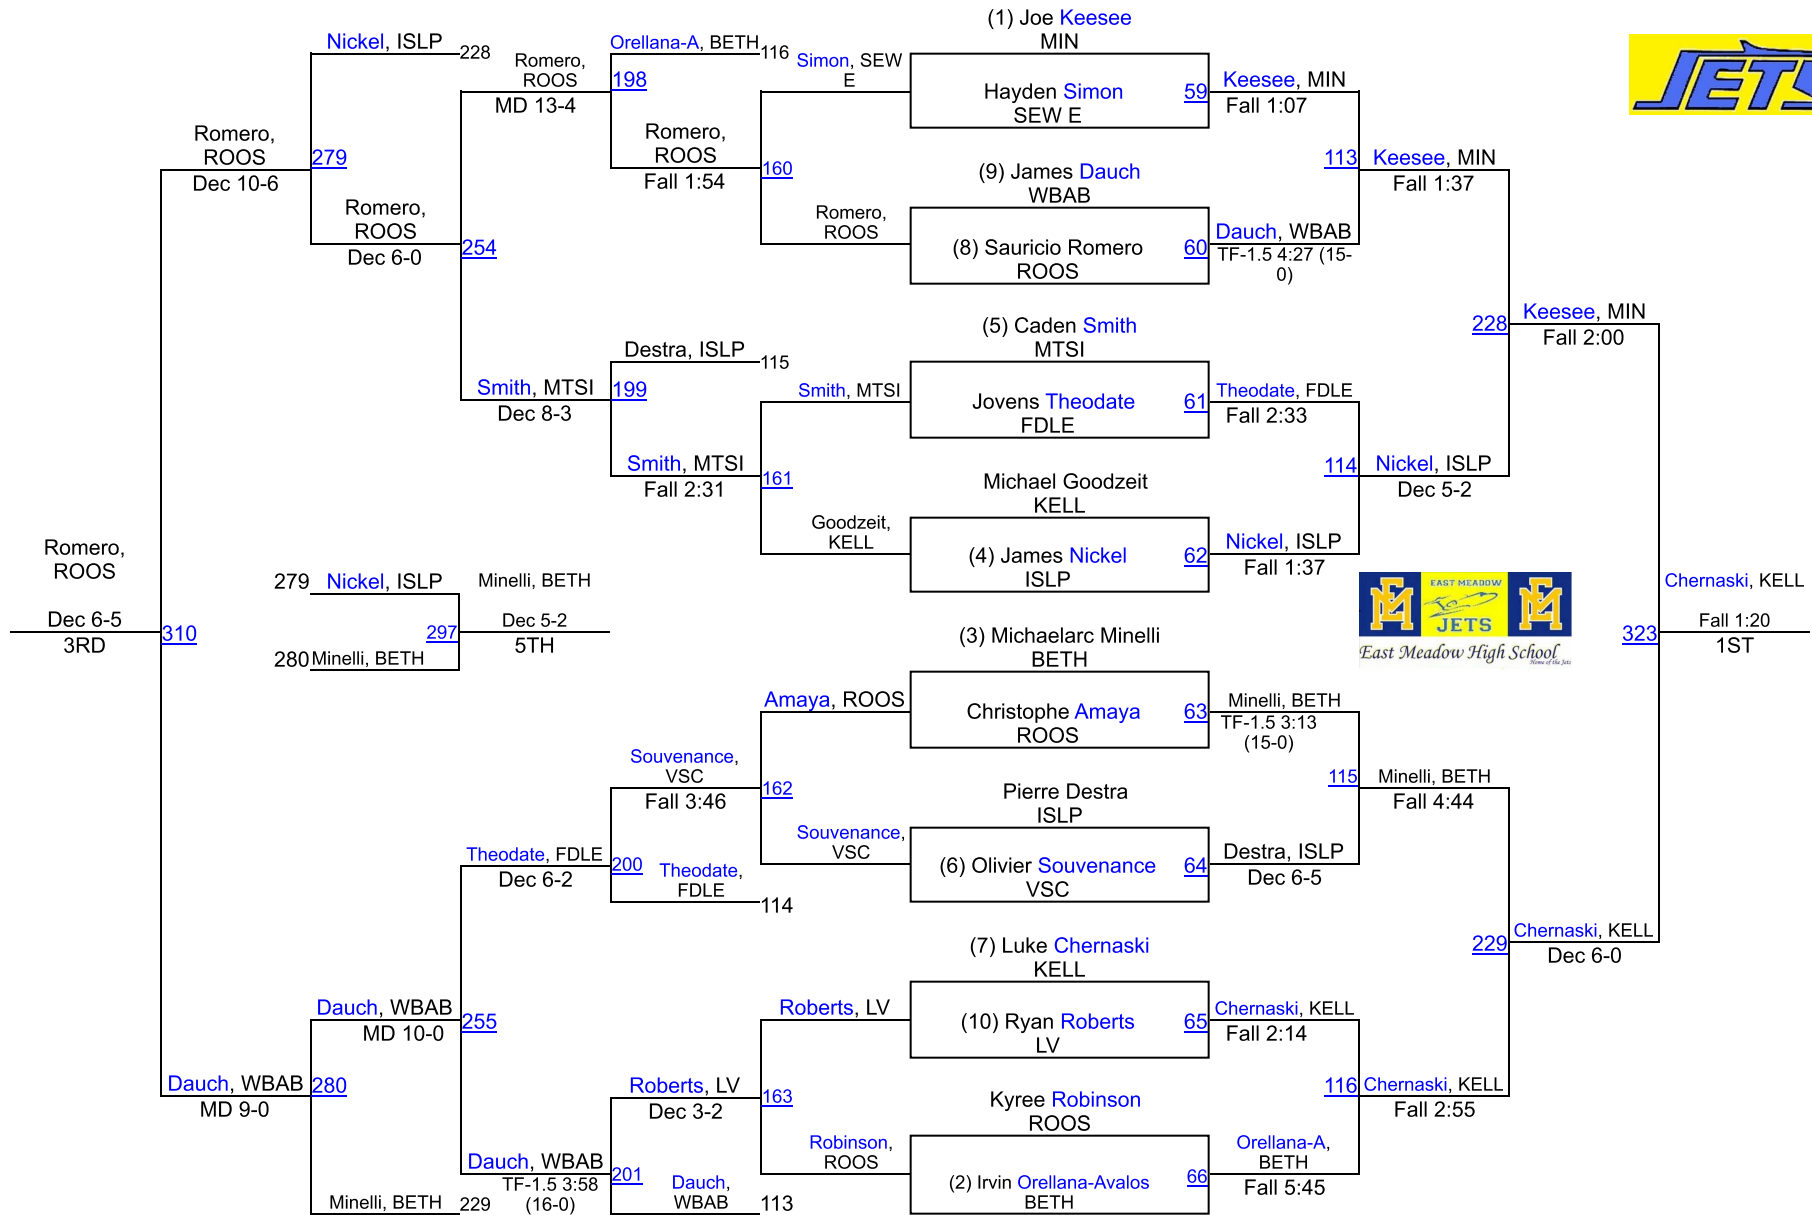 (1) Joe Keesee
MIN
Hayden Simon
SEW E
59
Keesee, MIN
Fall 1:07
(9) James Dauch
WBAB
(8) Sauricio Romero
ROOS
60
Dauch, WBAB
TF-1.5 4:27 (15-
0)
113
Keesee, MIN
Fall 1:37
(5) Caden Smith
MTSI
Jovens Theodate
FDLE
61
Theodate, FDLE
Fall 2:33
Michael Goodzeit
KELL
(4) James Nickel
ISLP
62
Nickel, ISLP
Fall 1:37
114
Nickel, ISLP
Dec 5-2
228
Keesee, MIN
Fall 2:00
(3) Michaelarc Minelli
BETH
Christophe Amaya
ROOS
63
Minelli, BETH
TF-1.5 3:13
(15-0)
Pierre Destra
ISLP
(6) Olivier Souvenance
VSC
64
Destra, ISLP
Dec 6-5
115
Minelli, BETH
Fall 4:44
(7) Luke Chernaski
KELL
(10) Ryan Roberts
LV
65
Chernaski, KELL
Fall 2:14
Kyree Robinson
ROOS
(2) Irvin Orellana-Avalos
BETH
66
Orellana-A,
BETH
Fall 5:45
116
Chernaski, KELL
Fall 2:55
229
Chernaski, KELL
Dec 6-0
323
Chernaski, KELL
Fall 1:20
1ST
JETS
EAST MEADOW
JETS
East Meadow High School
Home of the Jets
Simon, SEW
E
Romero,
ROOS
160
Romero,
ROOS
Fall 1:54
Orellana-A, BETH
116
198
Romero,
ROOS
MD 13-4
Smith, MTSI
Goodzeit,
KELL
161
Smith, MTSI
Fall 2:31
Destra, ISLP
115
199
Smith, MTSI
Dec 8-3
254
Romero,
ROOS
Dec 6-0
Nickel, ISLP
228
279
Romero,
ROOS
Dec 10-6
Amaya, ROOS
Souvenance,
VSC
162
Souvenance,
VSC
Fall 3:46
200
Theodate,
FDLE
114
Theodate, FDLE
Dec 6-2
Roberts, LV
Robinson,
ROOS
163
Roberts, LV
Dec 3-2
201
Dauch,
WBAB
113
Dauch, WBAB
TF-1.5 3:58
(16-0)
255
Dauch, WBAB
MD 10-0
Minelli, BETH
229
280
Dauch, WBAB
MD 9-0
310
Romero,
ROOS
Dec 6-5
3RD
279
Nickel, ISLP
280
Minelli, BETH
297
Minelli, BETH
Dec 5-2
5TH